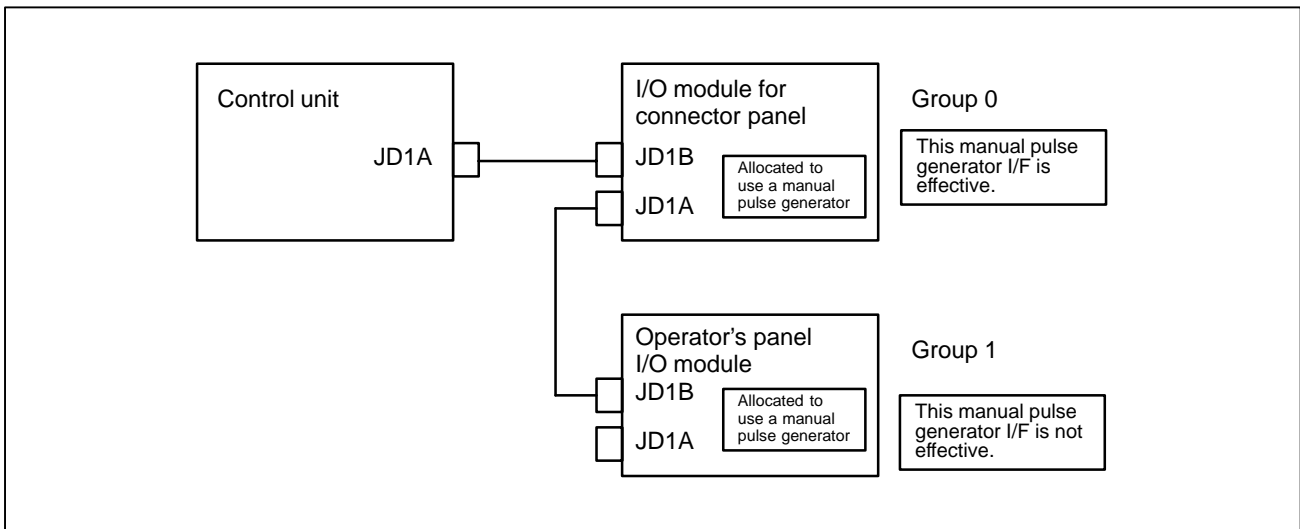 Control unit
JD1A
I/O module for
connector panel
JD1B
JD1A
Allocated to
use a manual
pulse generator
Group 0
This manual pulse
generator I/F is
effective.
Operator's panel
I/O module
JD1B
JD1A
Allocated to
use a manual
pulse generator
Group 1
This manual pulse
generator I/F is not
effective.